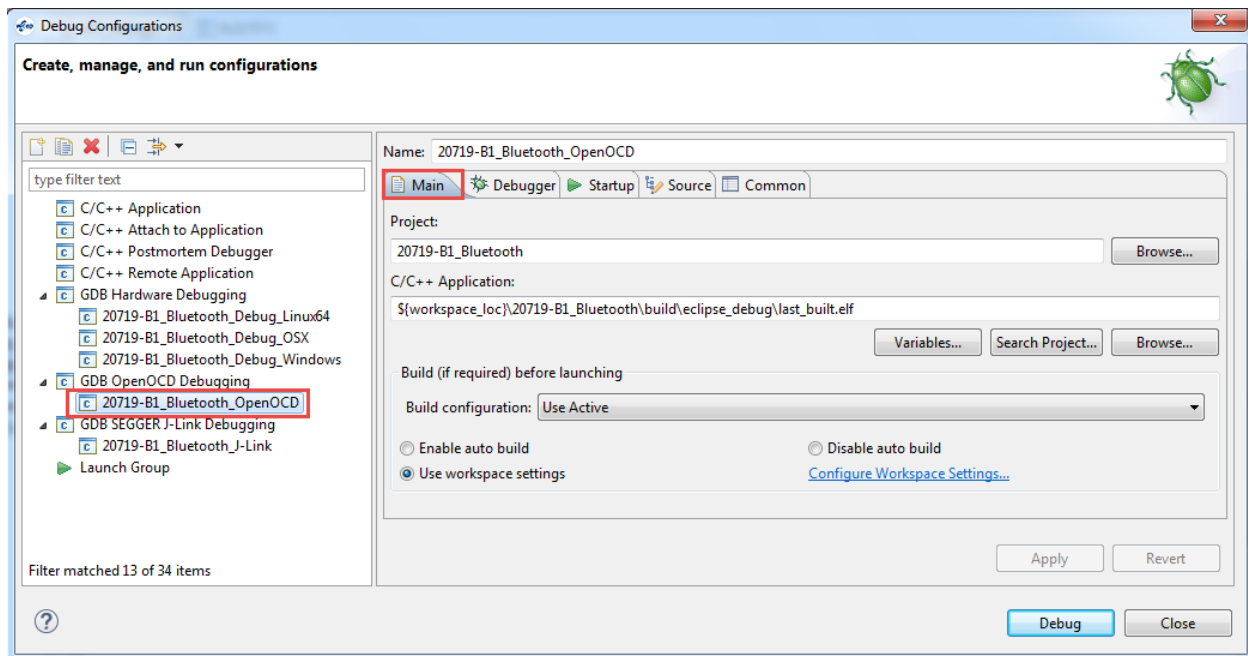 Debug Configurations
Create, manage, and run configurations
type filter text
C/C++ Application
C/C++ Attach to Application
C/C++ Postmortem Debugger
C/C++ Remote Application
GDB Hardware Debugging
20719-B1_Bluetooth_Debug_Linux64
20719-B1_Bluetooth_Debug_OSX
20719-B1_Bluetooth_Debug_Windows
GDB OpenOCD Debugging
20719-B1_Bluetooth_OpenOCD
GDB SEGGER J-Link Debugging
20719-B1_Bluetooth_J-Link
Launch Group
Filter matched 13 of 34 items
Name: 20719-B1_Bluetooth_OpenOCD
Main Debugger Startup Source Common
Project:
20719-B1_Bluetooth Browse...
C/C++ Application:
${workspace_loc}\20719-B1_Bluetooth\build\eclipse_debug\last_built.elf
Variables... Search Project... Browse...
Build (if required) before launching
Build configuration: Use Active
Enable auto build Disable auto build
Use workspace settings Configure Workspace Settings...
Apply Revert
Debug Close